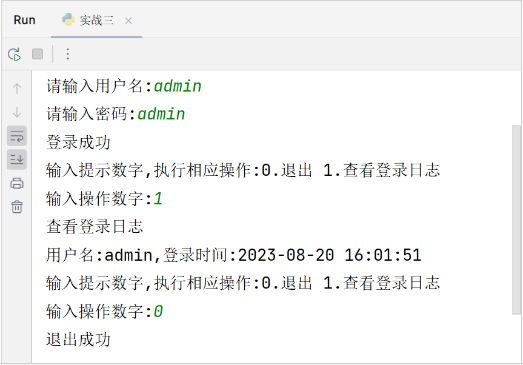 Run 实战三
请输入用户名:admin
请输入密码:admin
登录成功
输入提示数字,执行相应操作:0.退出 1.查看登录日志
输入操作数字:1
查看登录日志
用户名:admin,登录时间:2023-08-20 16:01:51
输入提示数字,执行相应操作:0.退出 1.查看登录日志
输入操作数字:0
退出成功